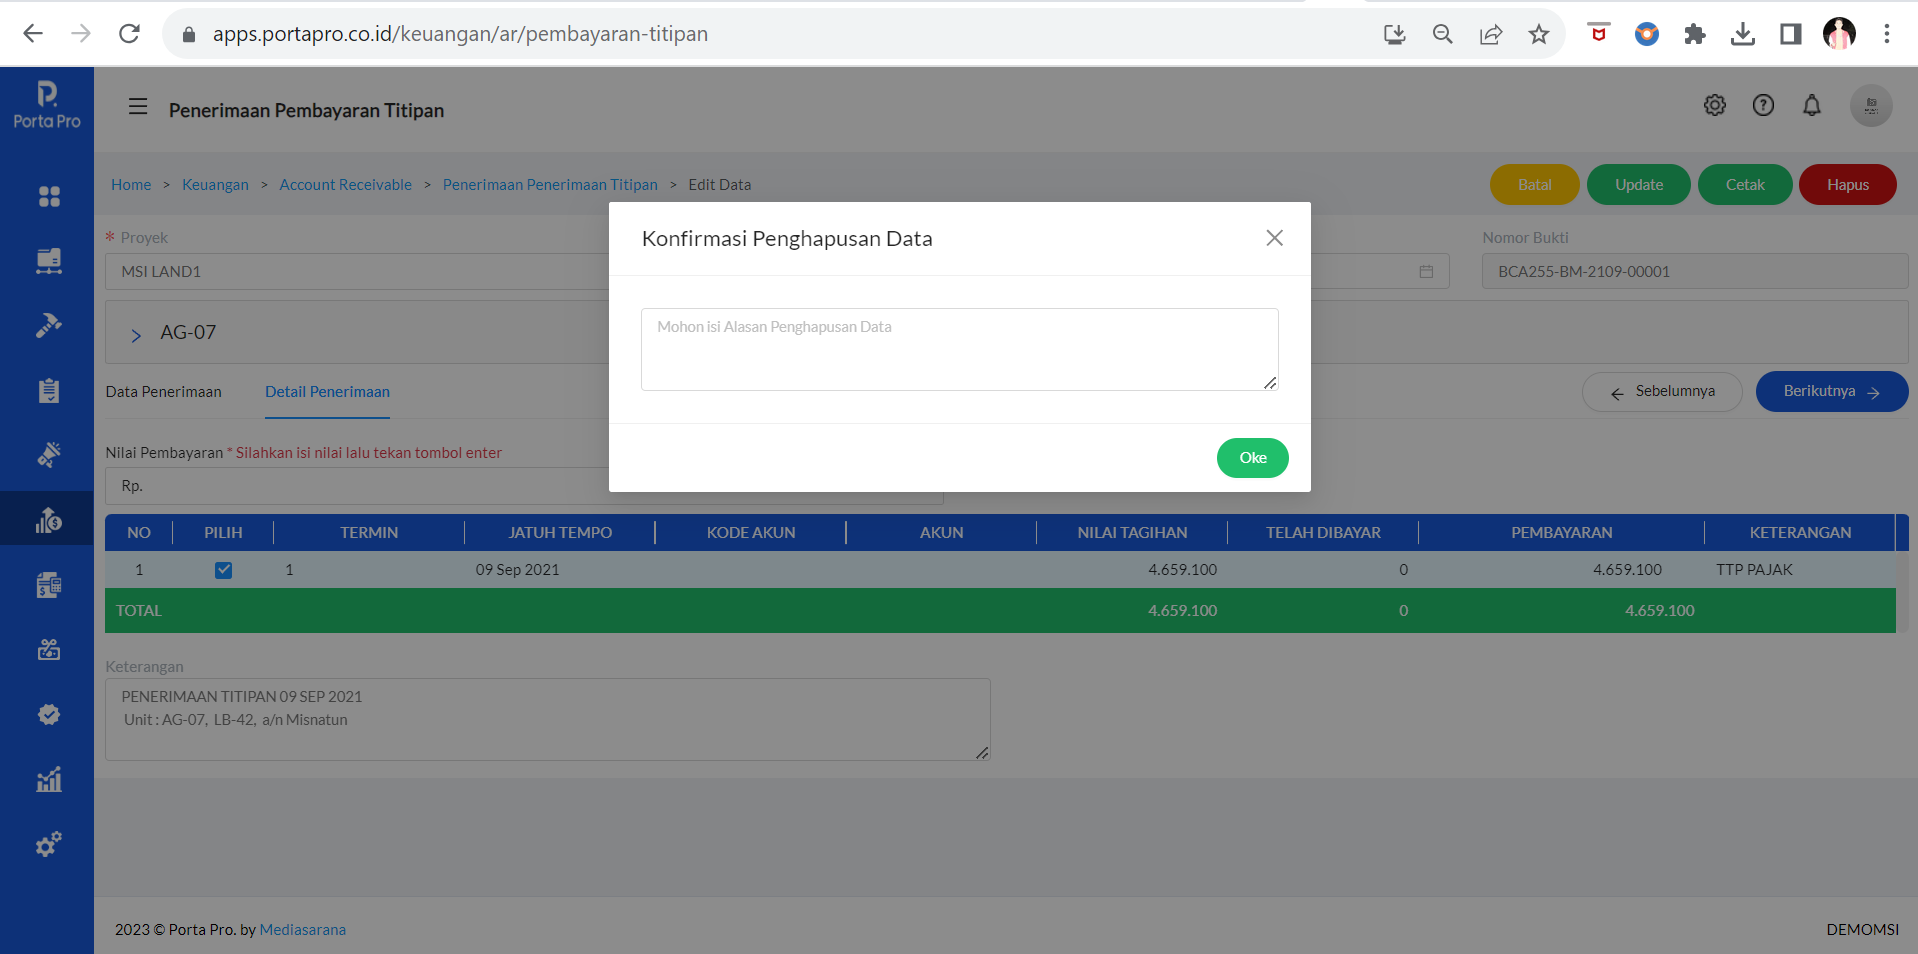 apps.portapro.co.id/keuangan/ar/pembayaran-titipan
P.
Porta Pro
Penerimaan Pembayaran Titipan
Home > Keuangan > Account Receivable > Penerimaan Penerimaan Titipan > Edit Data
Batal
Update
Cetak
Hapus
* Proyek
Nomor Bukti
MSI LAND1
BCA255-BM-2109-00001
AG-07
Konfirmasi Penghapusan Data
Mohon isi Alasan Penghapusan Data
Oke
Data Penerimaan
Detail Penerimaan
← Sebelumnya
Berikutnya →
Nilai Pembayaran * Silahkan isi nilai lalu tekan tombol enter
Rp.
NO PILIH TERMIN JATUH TEMPO KODE AKUN AKUN NILAI TAGIHAN TELAH DIBAYAR PEMBAYARAN KETERANGAN
1 1 09 Sep 2021 4.659.100 0 4.659.100 TTP PAJAK
TOTAL 4.659.100 0 4.659.100
Keterangan
PENERIMAAN TITIPAN 09 SEP 2021
Unit : AG-07, LB-42, a/n Misnatun
2023 © Porta Pro. by Mediasarana
DEMOMSI